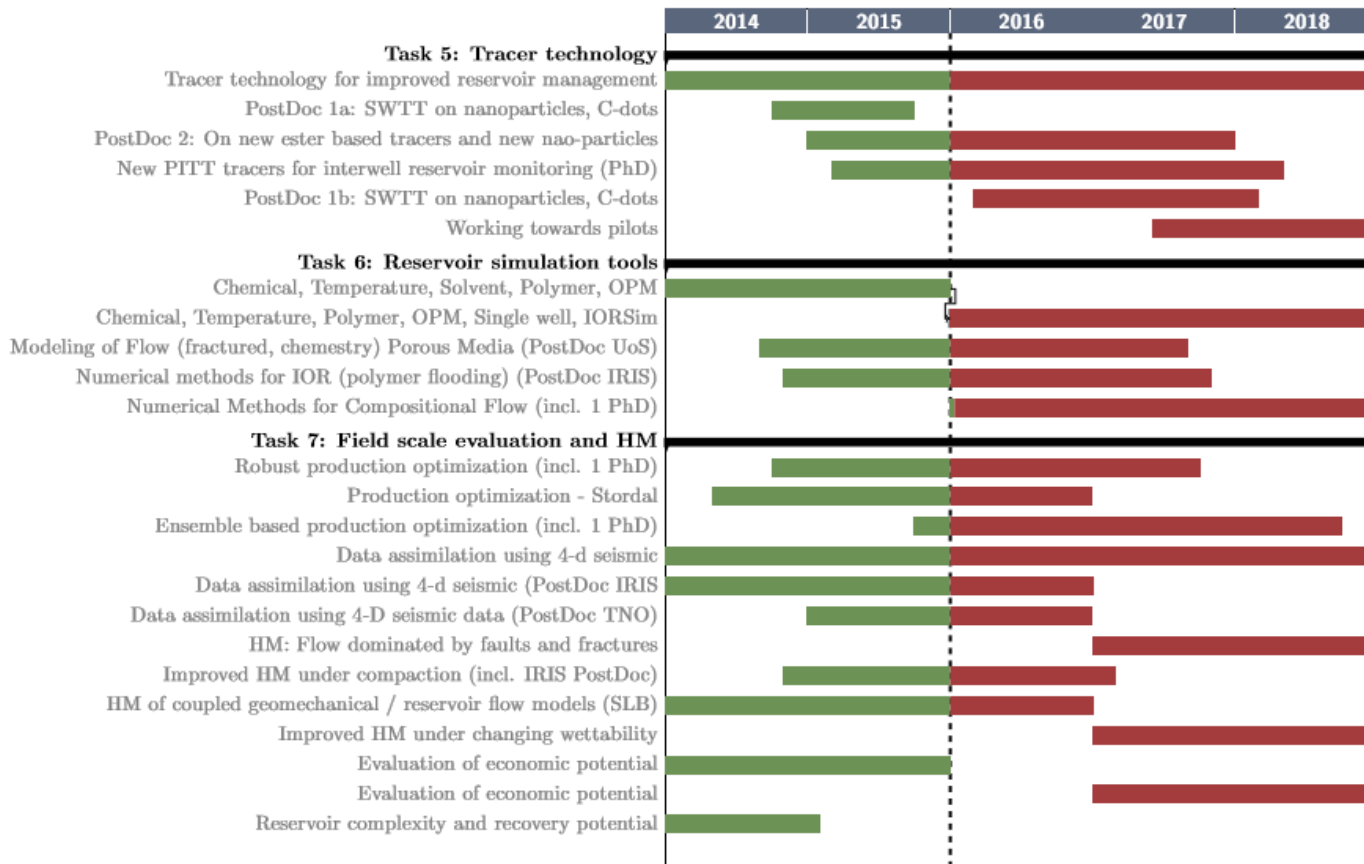 2014 2015 2016 2017 2018
Task 5: Tracer technology
Tracer technology for improved reservoir management
PostDoc 1a: SWTT on nanoparticles, C-dots
PostDoc 2: On new ester based tracers and new nao-particles
New PITT tracers for interwell reservoir monitoring (PhD)
PostDoc 1b: SWTT on nanoparticles, C-dots
Working towards pilots
Task 6: Reservoir simulation tools
Chemical, Temperature, Solvent, Polymer, OPM
Chemical, Temperature, Polymer, OPM, Single well, IORSim
Modeling of Flow (fractured, chemestry) Porous Media (PostDoc UoS)
Numerical methods for IOR (polymer flooding) (PostDoc IRIS)
Numerical Methods for Compositional Flow (incl. 1 PhD)
Task 7: Field scale evaluation and HM
Robust production optimization (incl. 1 PhD)
Production optimization - Stordal
Ensemble based production optimization (incl. 1 PhD)
Data assimilation using 4-d seismic
Data assimilation using 4-d seismic (PostDoc IRIS
Data assimilation using 4-D seismic data (PostDoc TNO)
HM: Flow dominated by faults and fractures
Improved HM under compaction (incl. IRIS PostDoc)
HM of coupled geomechanical / reservoir flow models (SLB)
Improved HM under changing wettability
Evaluation of economic potential
Evaluation of economic potential
Reservoir complexity and recovery potential